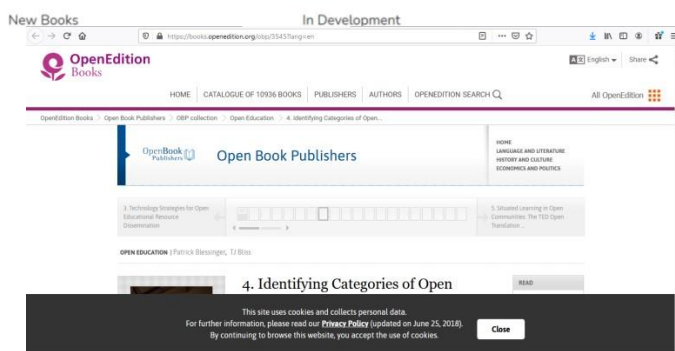 New Books In Development
https://books.openedition.org/obp/3545?lang=en
OpenEdition
Books
English Share
HOME CATALOGUE OF 10936 BOOKS PUBLISHERS AUTHORS OPENEDITION SEARCH All OpenEdition
OpenEdition Books > Open Book Publishers > OBP collection > Open Education > 4. Identifying Categories of Open...
OpenBook
Publishers
Open Book Publishers
HOME
LANGUAGE AND LITERATURE
HISTORY AND CULTURE
ECONOMICS AND POLITICS
3. Technology Strategies for Open
Educational Resource
Dissemination
5. Situated Learning in Open
Communities: The TED Open
Translation...
OPEN EDUCATION | Patrick Blessinger, TJ Bliss
4. Identifying Categories of Open
READ
This site uses cookies and collects personal data.
For further information, please read our Privacy Policy (updated on June 25, 2018).
By continuing to browse this website, you accept the use of cookies.
Close